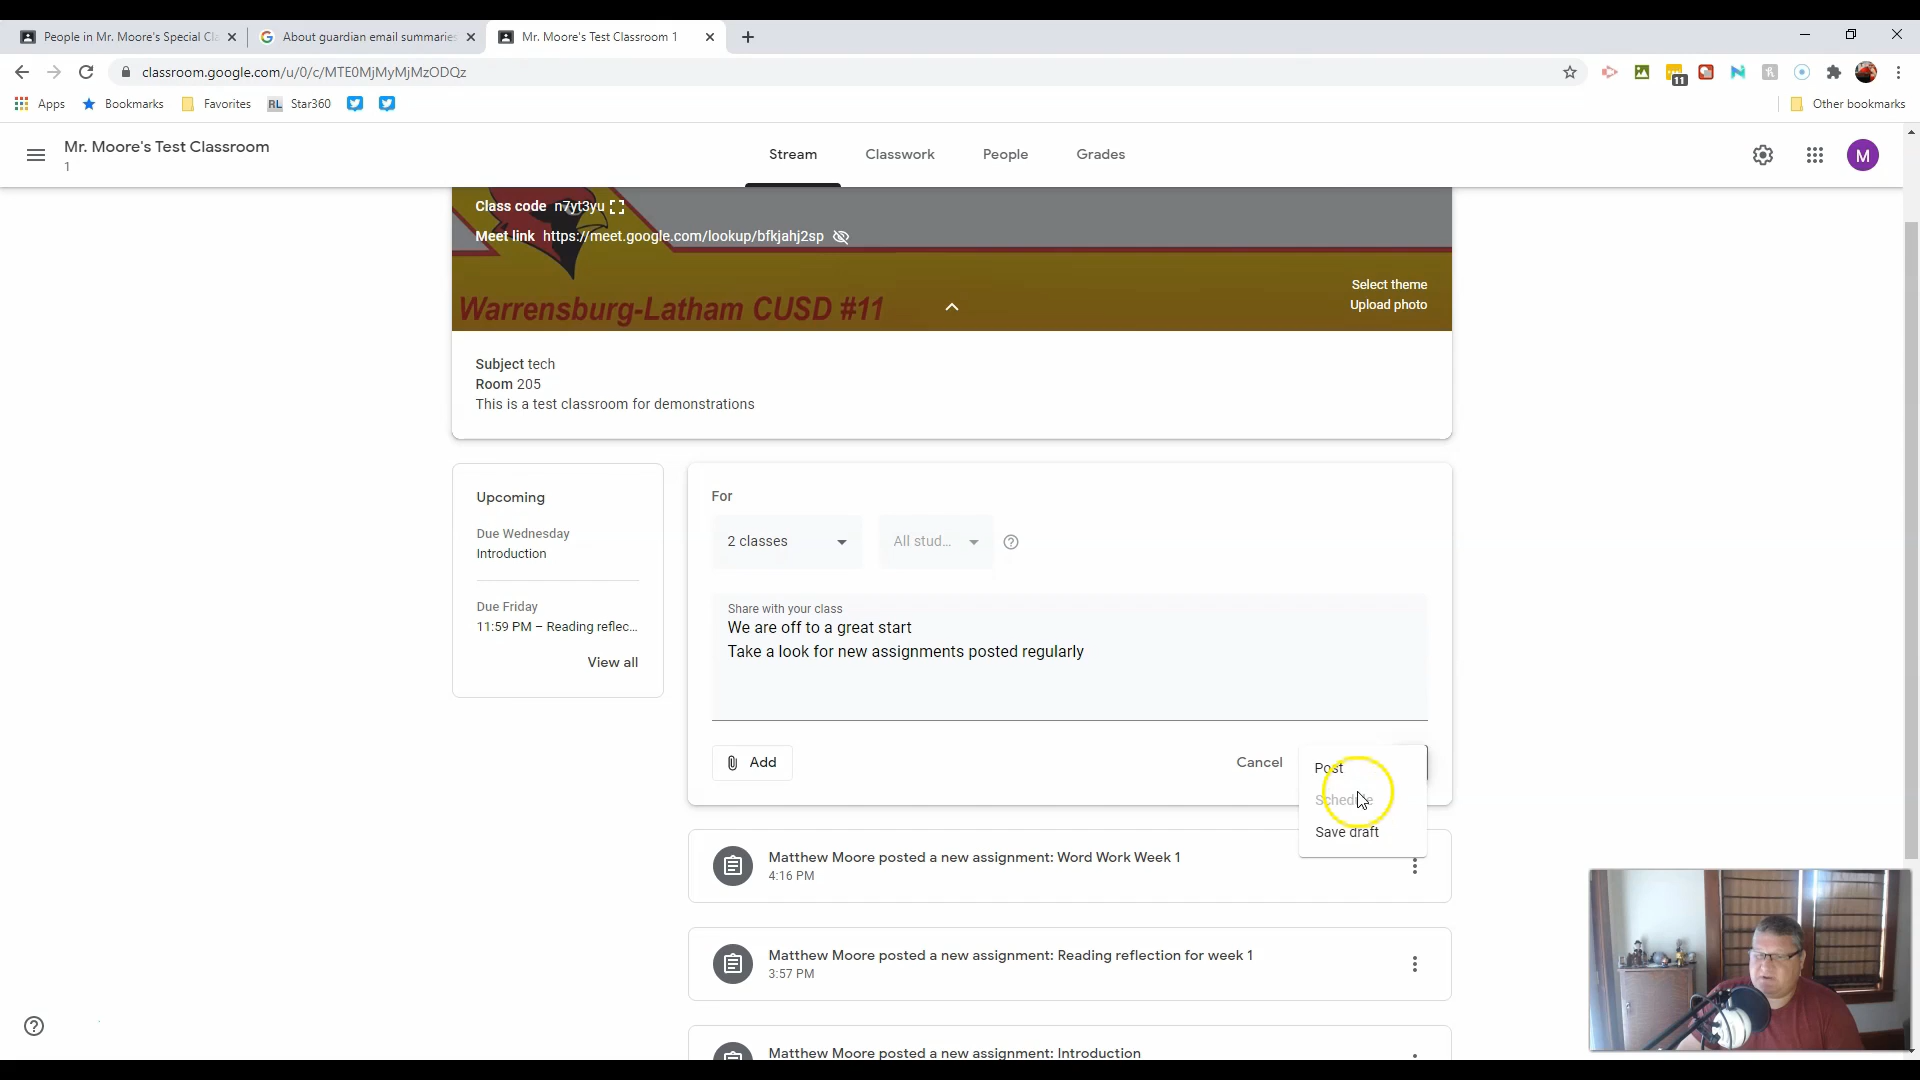 People in Mr. Moore's Special Cl
About guardian email summaries
Mr. Moore's Test Classroom 1
classroom.google.com/u/0/c/MTE0MjMyMjMzODQz
11
Apps
Bookmarks
Favorites
RL Star360
Other bookmarks
Mr. Moore's Test Classroom
1
Stream
Classwork
People
Grades
M
Class code n7yt3yu
Meet link https://meet.google.com/lookup/bfkjahj2sp
Select theme
Upload photo
Warrensburg-Latham CUSD #11
Subject tech
Room 205
This is a test classroom for demonstrations
Upcoming
Due Wednesday
Introduction
Due Friday
11:59 PM – Reading reflec...
View all
For
2 classes
All stud...
Share with your class
We are off to a great start
Take a look for new assignments posted regularly
Add
Cancel
Post
Schedule
Save draft
Matthew Moore posted a new assignment: Word Work Week 1
4:16 PM
Matthew Moore posted a new assignment: Reading reflection for week 1
3:57 PM
Matthew Moore posted a new assignment: Introduction